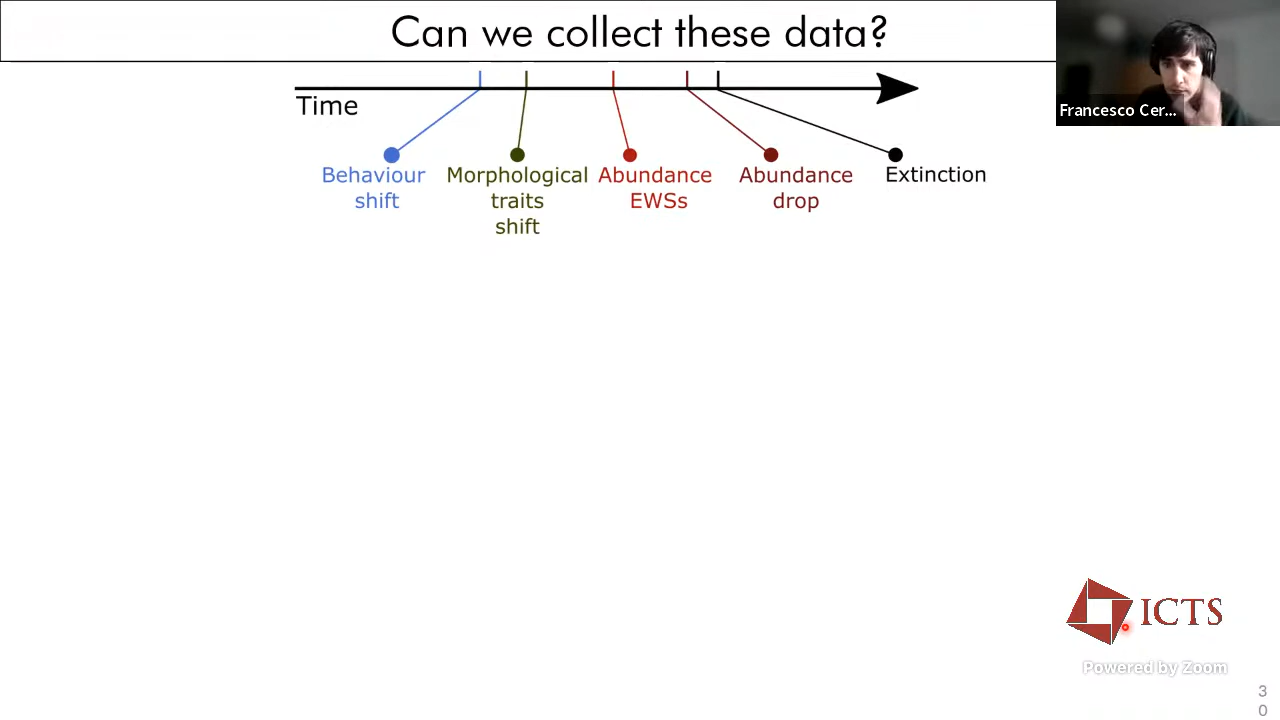 Can we collect these data?
Francesco Cer...
Time
Behaviour
shift
Morphological
traits
shift
Abundance
EWSs
Abundance
drop
Extinction
ICTS
Powered by Zoom
3
0